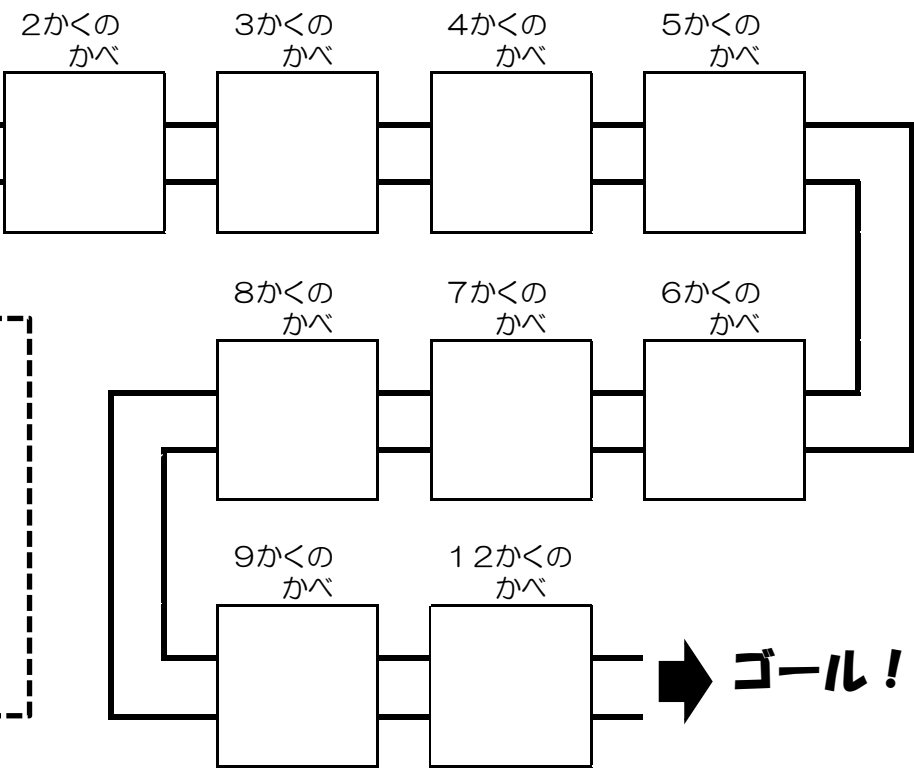 2かくの
かべ
3かくの
かべ
4かくの
かべ
5かくの
かべ
8かくの
かべ
7かくの
かべ
6かくの
かべ
9かくの
かべ
12かくの
かべ
ゴール！